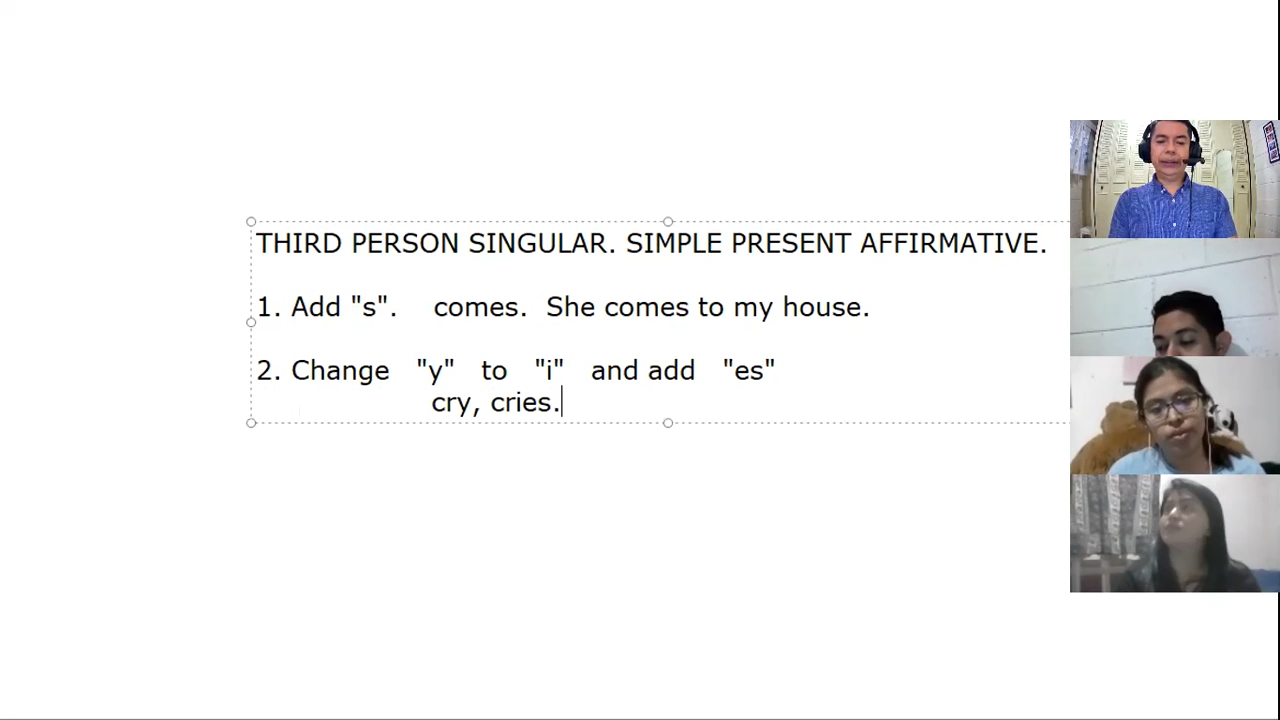 THIRD PERSON SINGULAR. SIMPLE PRESENT AFFIRMATIVE.
1. Add "s". comes. She comes to my house.
2. Change "y" to "i" and add "es"
cry, cries.